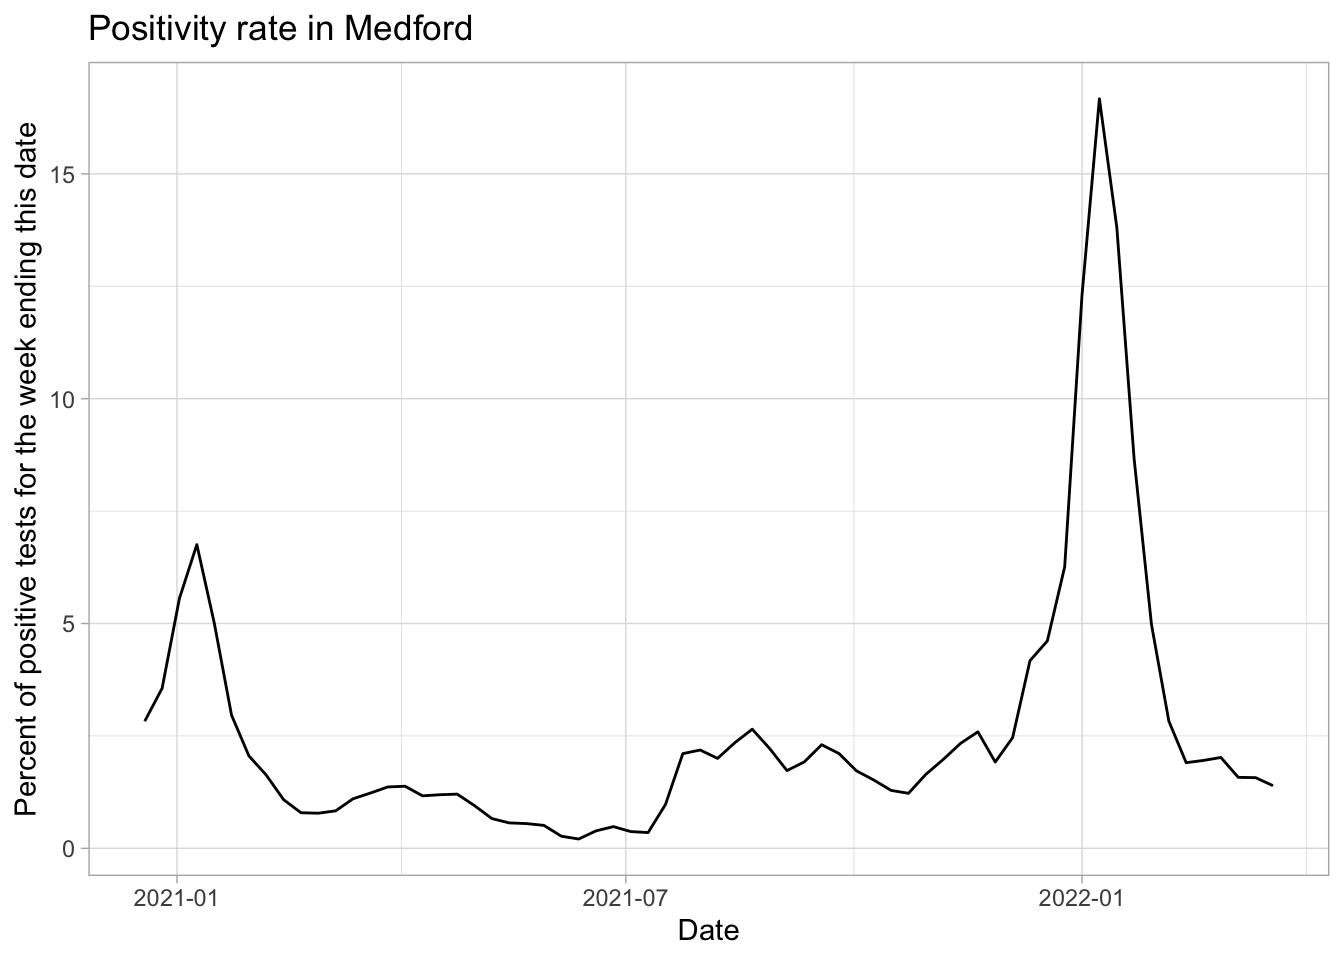 Positivity rate in Medford
Percent of positive tests for the week ending this date
15
10
5
0
2021-01
2021-07
2022-01
Date